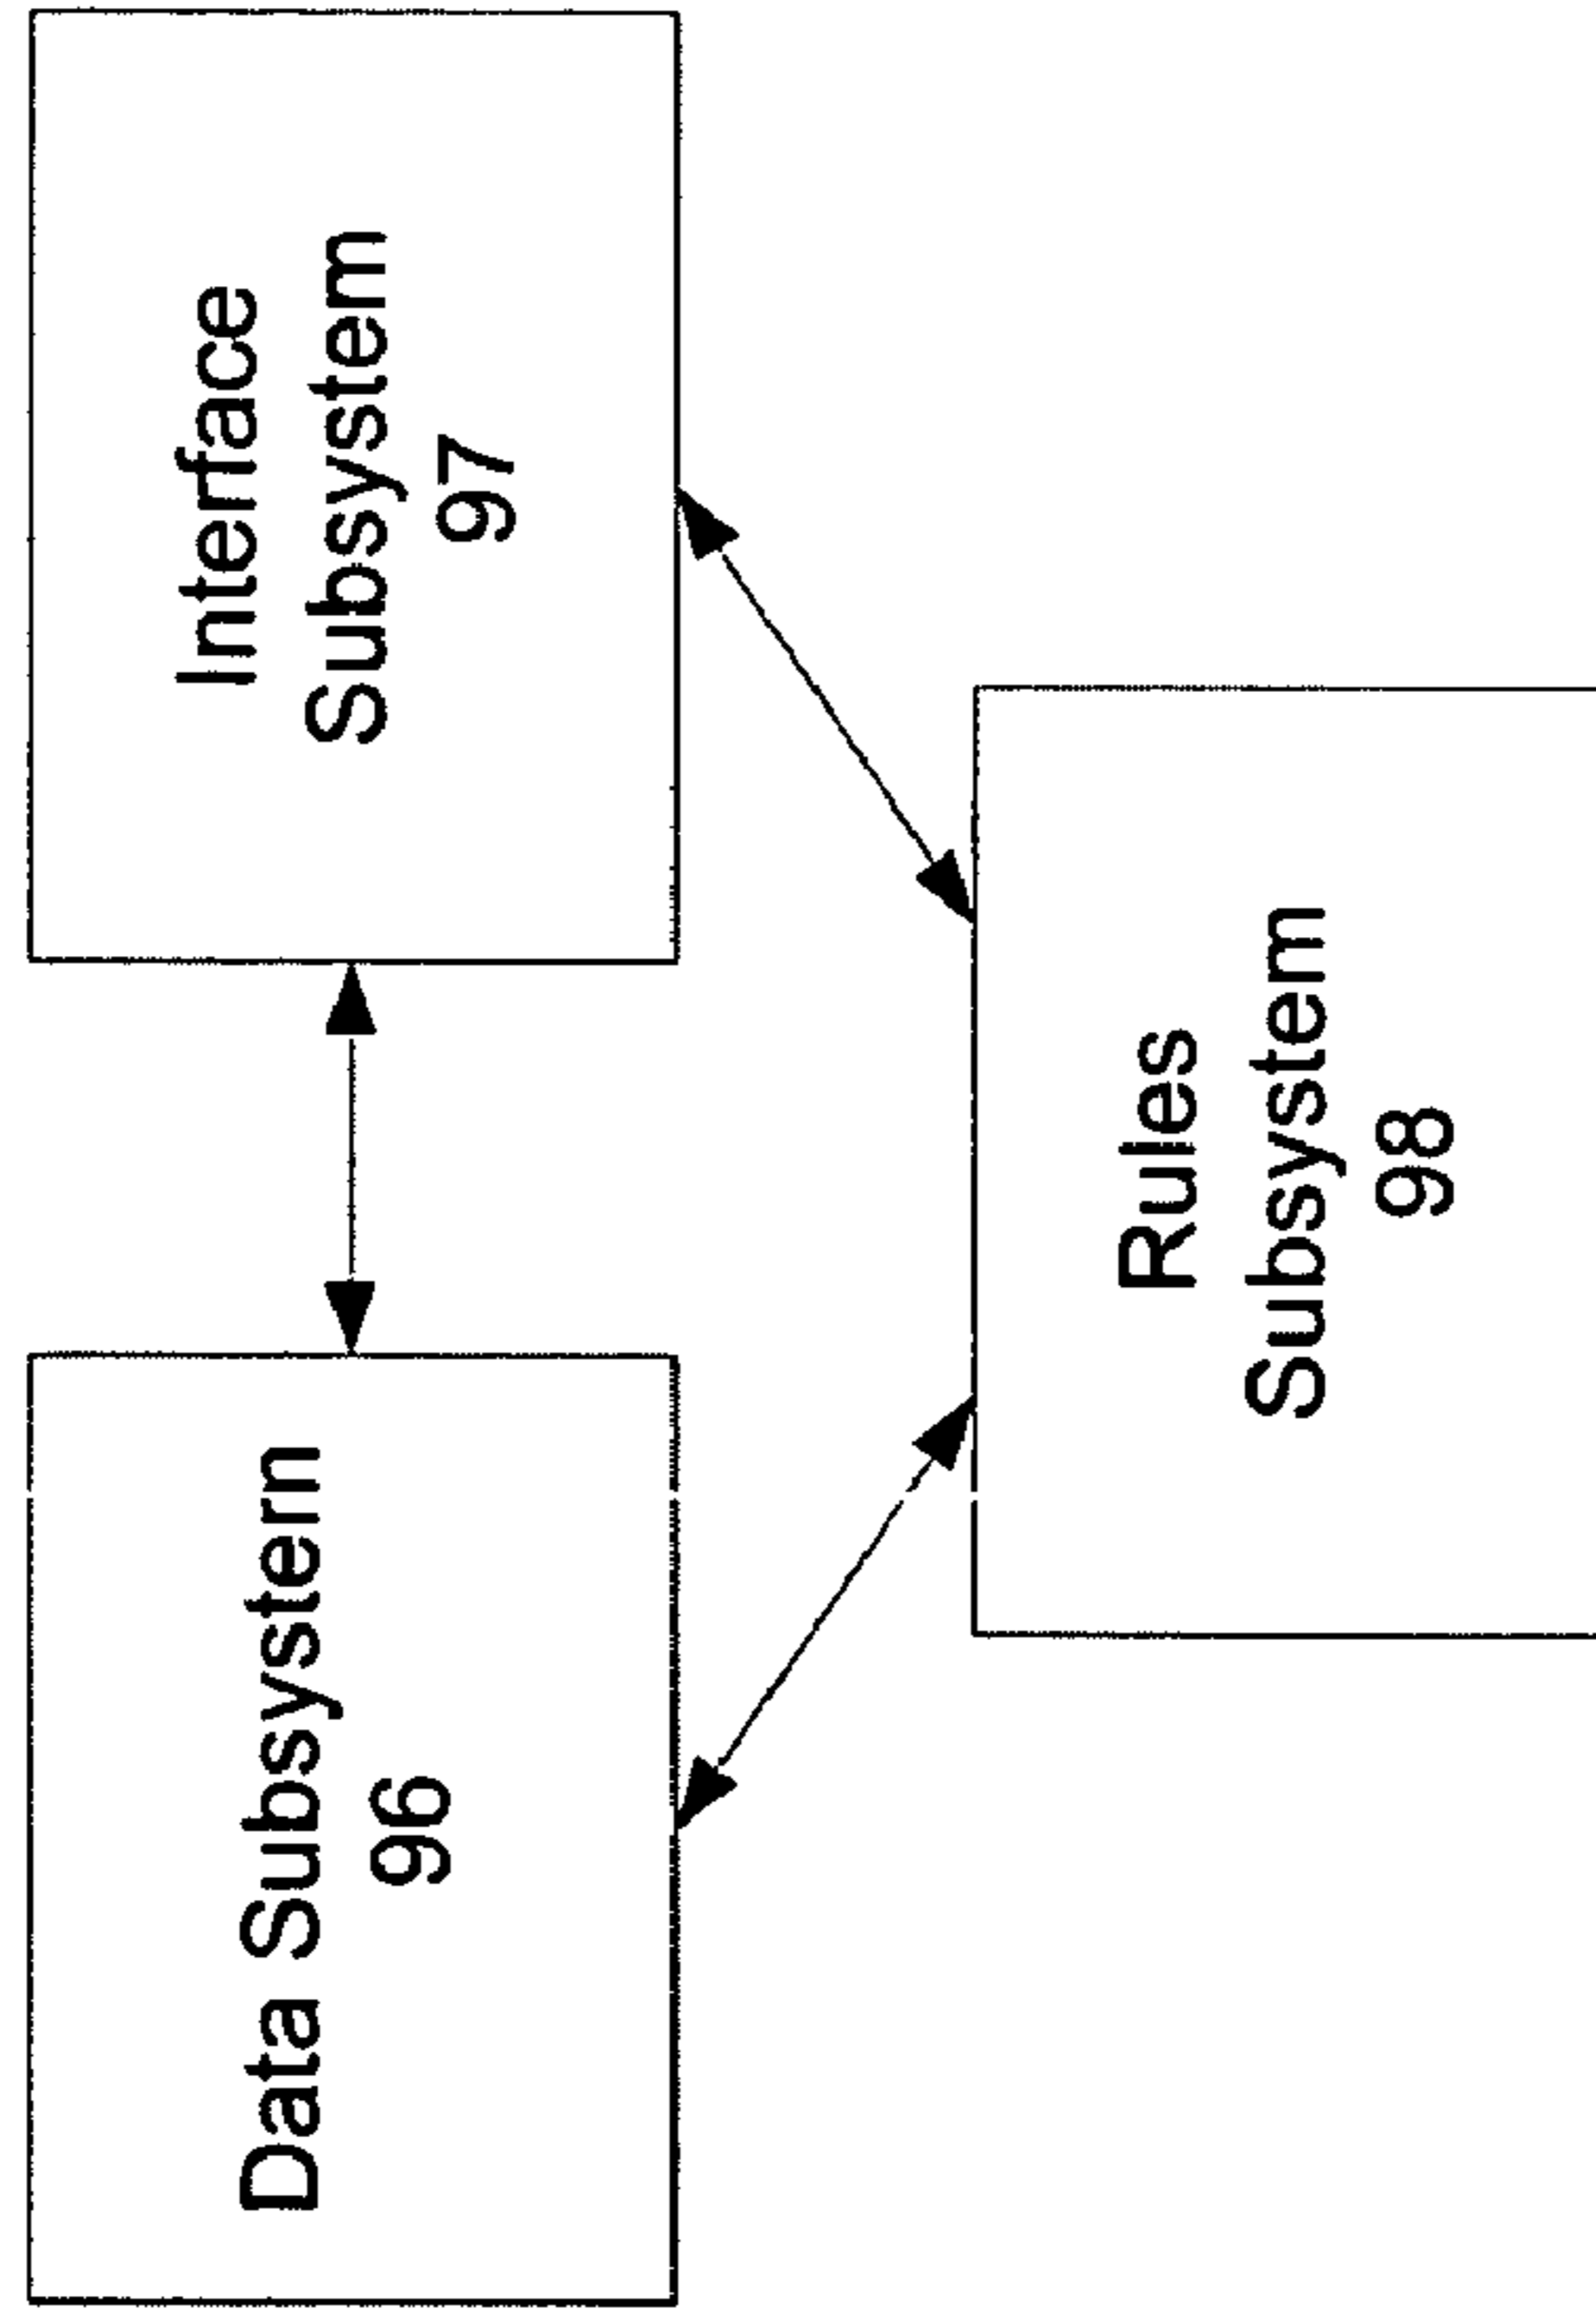 Data Subsystem
96
Interface
Subsystem
97
Rules
Subsystem
98